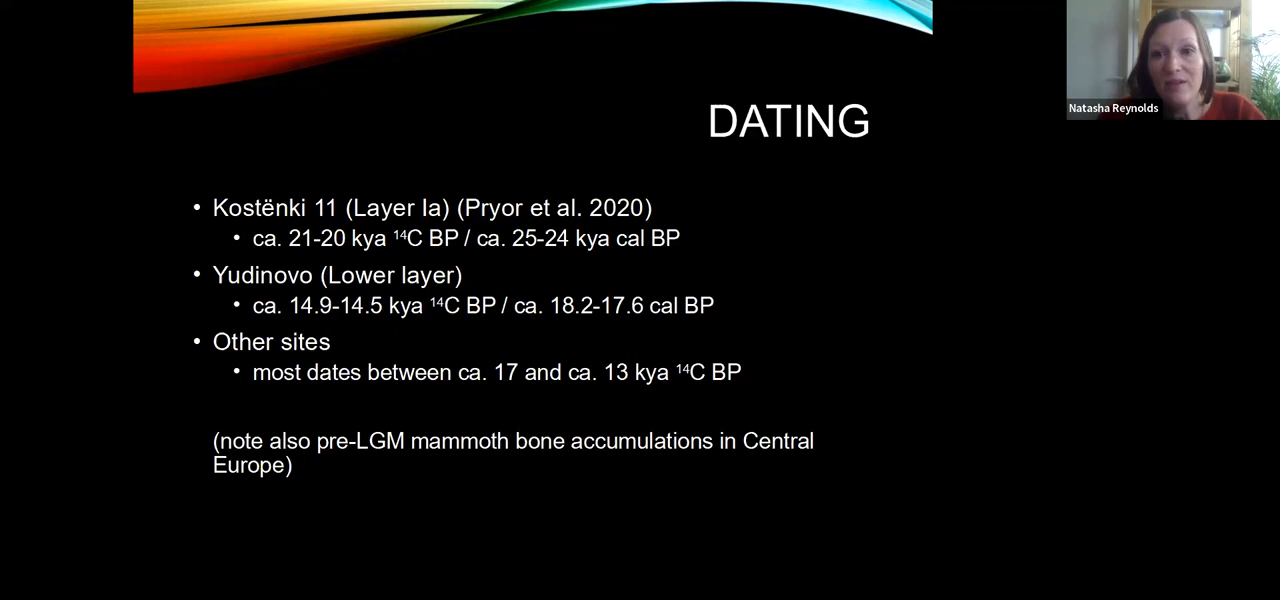 Natasha Reynolds
DATING
• Kostënki 11 (Layer Ia) (Pryor et al. 2020)
• ca. 21-20 kya ¹⁴C BP / ca. 25-24 kya cal BP
• Yudinovo (Lower layer)
• ca. 14.9-14.5 kya ¹⁴C BP / ca. 18.2-17.6 cal BP
• Other sites
• most dates between ca. 17 and ca. 13 kya ¹⁴C BP
(note also pre-LGM mammoth bone accumulations in Central
Europe)